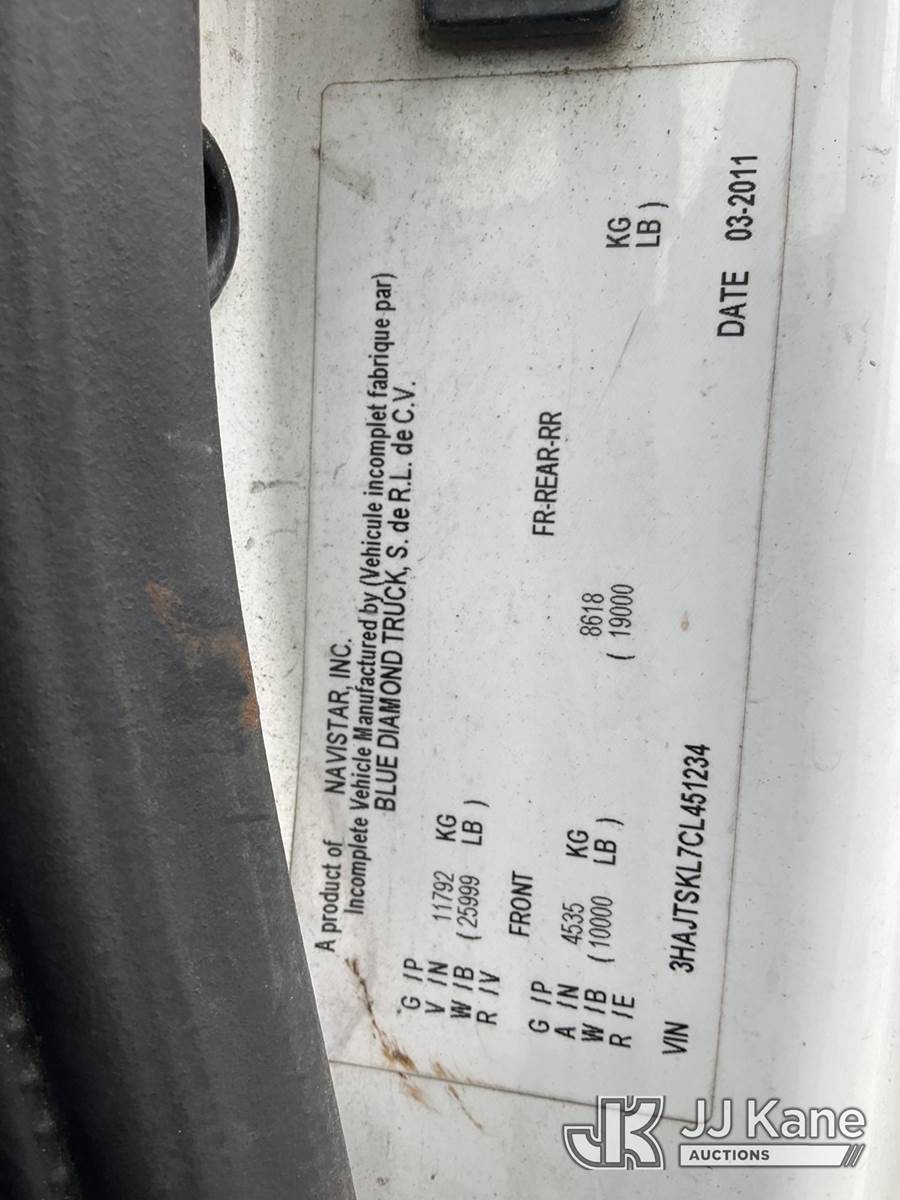 A product of NAVISTAR, INC.
Incomplete Vehicle Manufactured by (Vehicule incomplet fabrique par)
BLUE DIAMOND TRUCK, S. de R.L. de C.V.
G /P
V /N 11792 KG
W /B ( 25999 LB )
R /V
FRONT FR-REAR-RR
G /P
A /N 4535 KG 8618 KG
W /B ( 10000 LB ) ( 19000 LB )
R /E
VIN 3HAJTSKL7CL451234 DATE 03-2011
JK JJ Kane
AUCTIONS